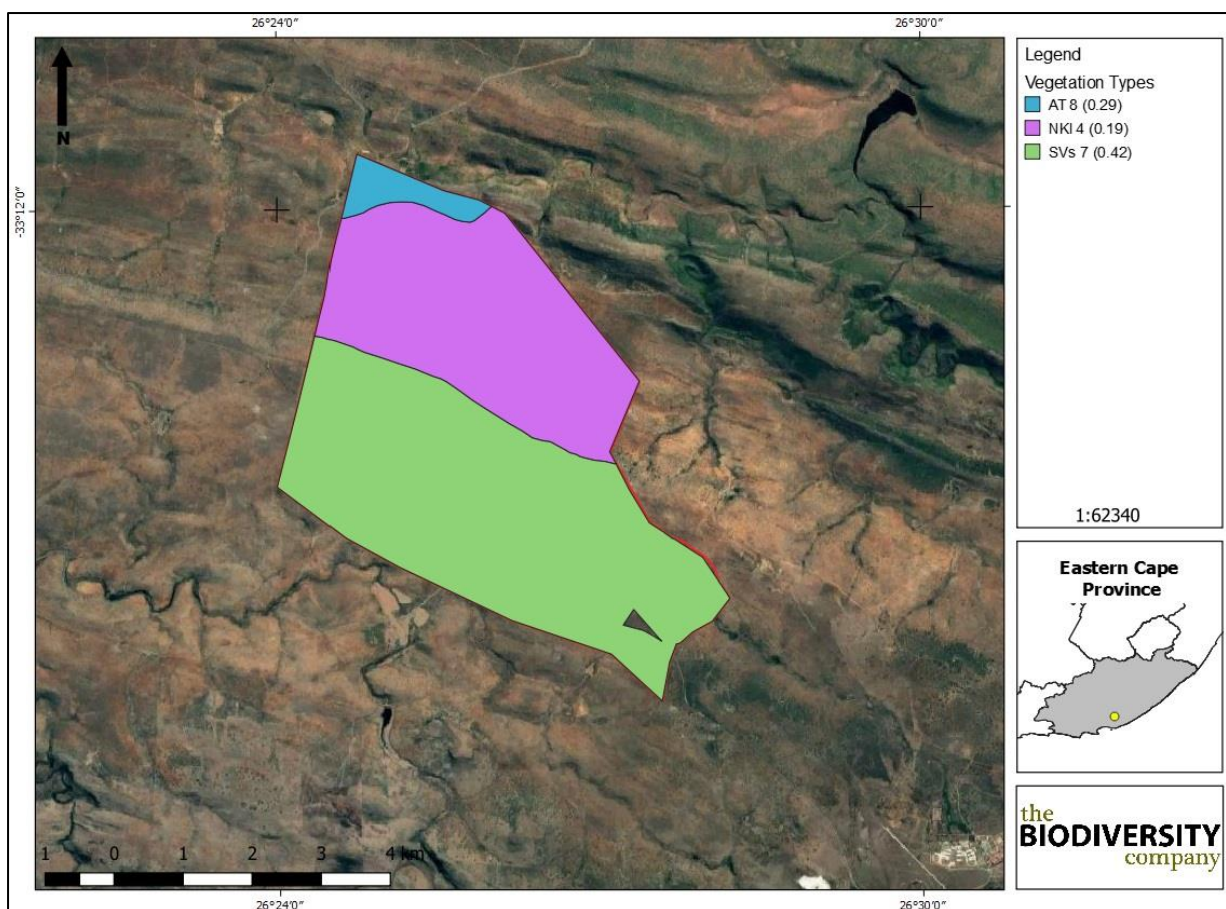 26°24'0"
26°30'0"
N
-33°12'0"
Legend
Vegetation Types
AT 8 (0.29)
NKl 4 (0.19)
SVs 7 (0.42)
1:62340
Eastern Cape
Province
the
BIODIVERSITY
company
1 0 1 2 3 4 km
26°24'0"
26°30'0"